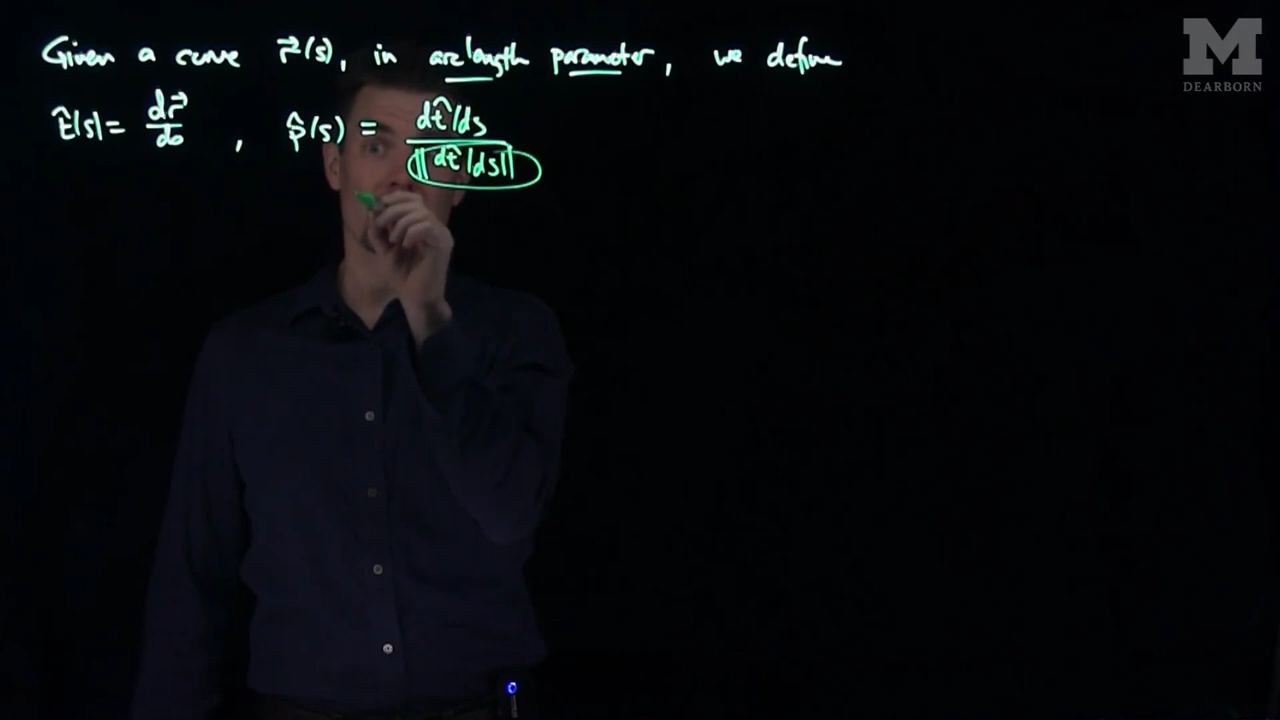 Given a curve r⃗(s), in arclength parameter, we define
t̂(s) = dr⃗/ds , p̂(s) = dt̂/ds / ||dt̂/ds||
M
DEARBORN